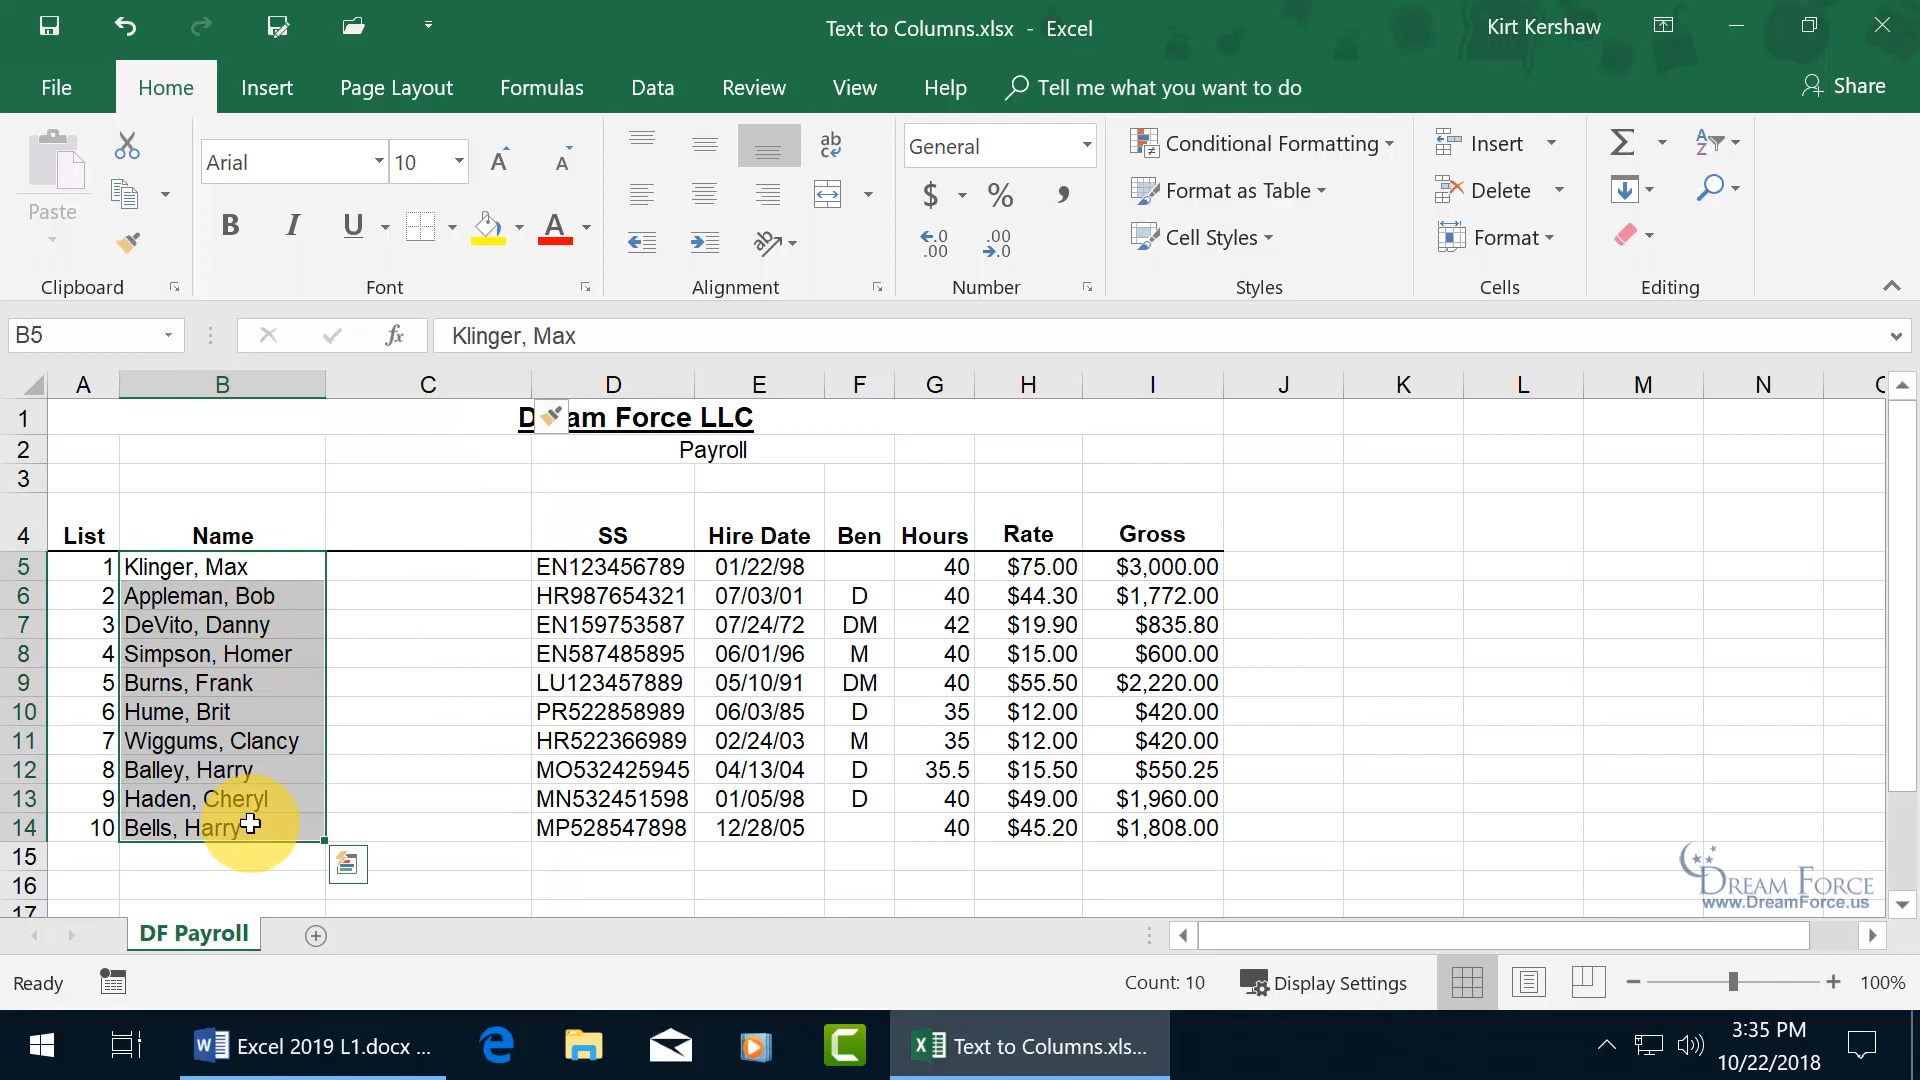 Text to Columns.xlsx - Excel
Kirt Kershaw
File Home Insert Page Layout Formulas Data Review View Help Tell me what you want to do Share
Paste
Arial 10
B I U A
ab c
General
$ % ,
Conditional Formatting
Format as Table
Cell Styles
Insert
Delete
Format
Clipboard Font Alignment Number Styles Cells Editing
B5 fx Klinger, Max
A B C D E F G H I J K L M N
1 D am Force LLC
2 Payroll
3
4 List Name SS Hire Date Ben Hours Rate Gross
5 1 Klinger, Max EN123456789 01/22/98 40 $75.00 $3,000.00
6 2 Appleman, Bob HR987654321 07/03/01 D 40 $44.30 $1,772.00
7 3 DeVito, Danny EN159753587 07/24/72 DM 42 $19.90 $835.80
8 4 Simpson, Homer EN587485895 06/01/96 M 40 $15.00 $600.00
9 5 Burns, Frank LU123457889 05/10/91 DM 40 $55.50 $2,220.00
10 6 Hume, Brit PR522858989 06/03/85 D 35 $12.00 $420.00
11 7 Wiggums, Clancy HR522366989 02/24/03 M 35 $12.00 $420.00
12 8 Balley, Harry MO532425945 04/13/04 D 35.5 $15.50 $550.25
13 9 Haden, Cheryl MN532451598 01/05/98 D 40 $49.00 $1,960.00
14 10 Bells, Harry MP528547898 12/28/05 40 $45.20 $1,808.00
15
16
17
DREAM FORCE
www.DreamForce.us
DF Payroll
Ready Count: 10 Display Settings 100%
Excel 2019 L1.docx ... Text to Columns.xls...
3:35 PM
10/22/2018